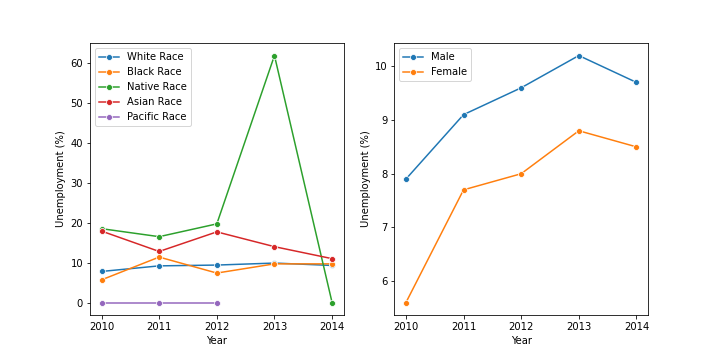 White Race
Black Race
Native Race
Asian Race
Pacific Race
60
50
40
30
20
10
0
Unemployment (%)
2010 2011 2012 2013 2014
Year
Male
Female
10
9
8
7
6
Unemployment (%)
2010 2011 2012 2013 2014
Year